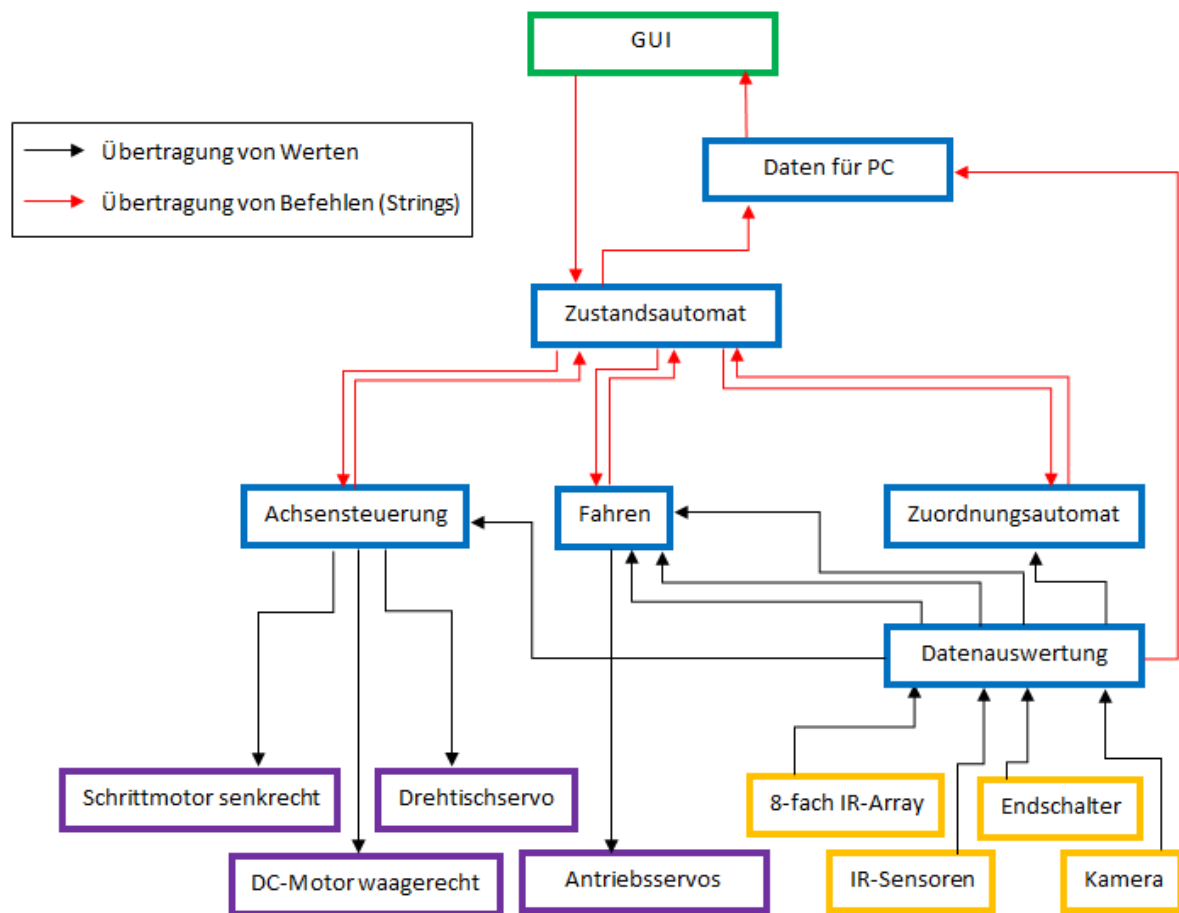 GUI
Übertragung von Werten
Übertragung von Befehlen (Strings)
Daten für PC
Zustandsautomat
Achsensteuerung
Fahren
Zuordnungsautomat
Datenauswertung
Schrittmotor senkrecht
Drehtischservo
8-fach IR-Array
Endschalter
DC-Motor waagerecht
Antriebsservos
IR-Sensoren
Kamera